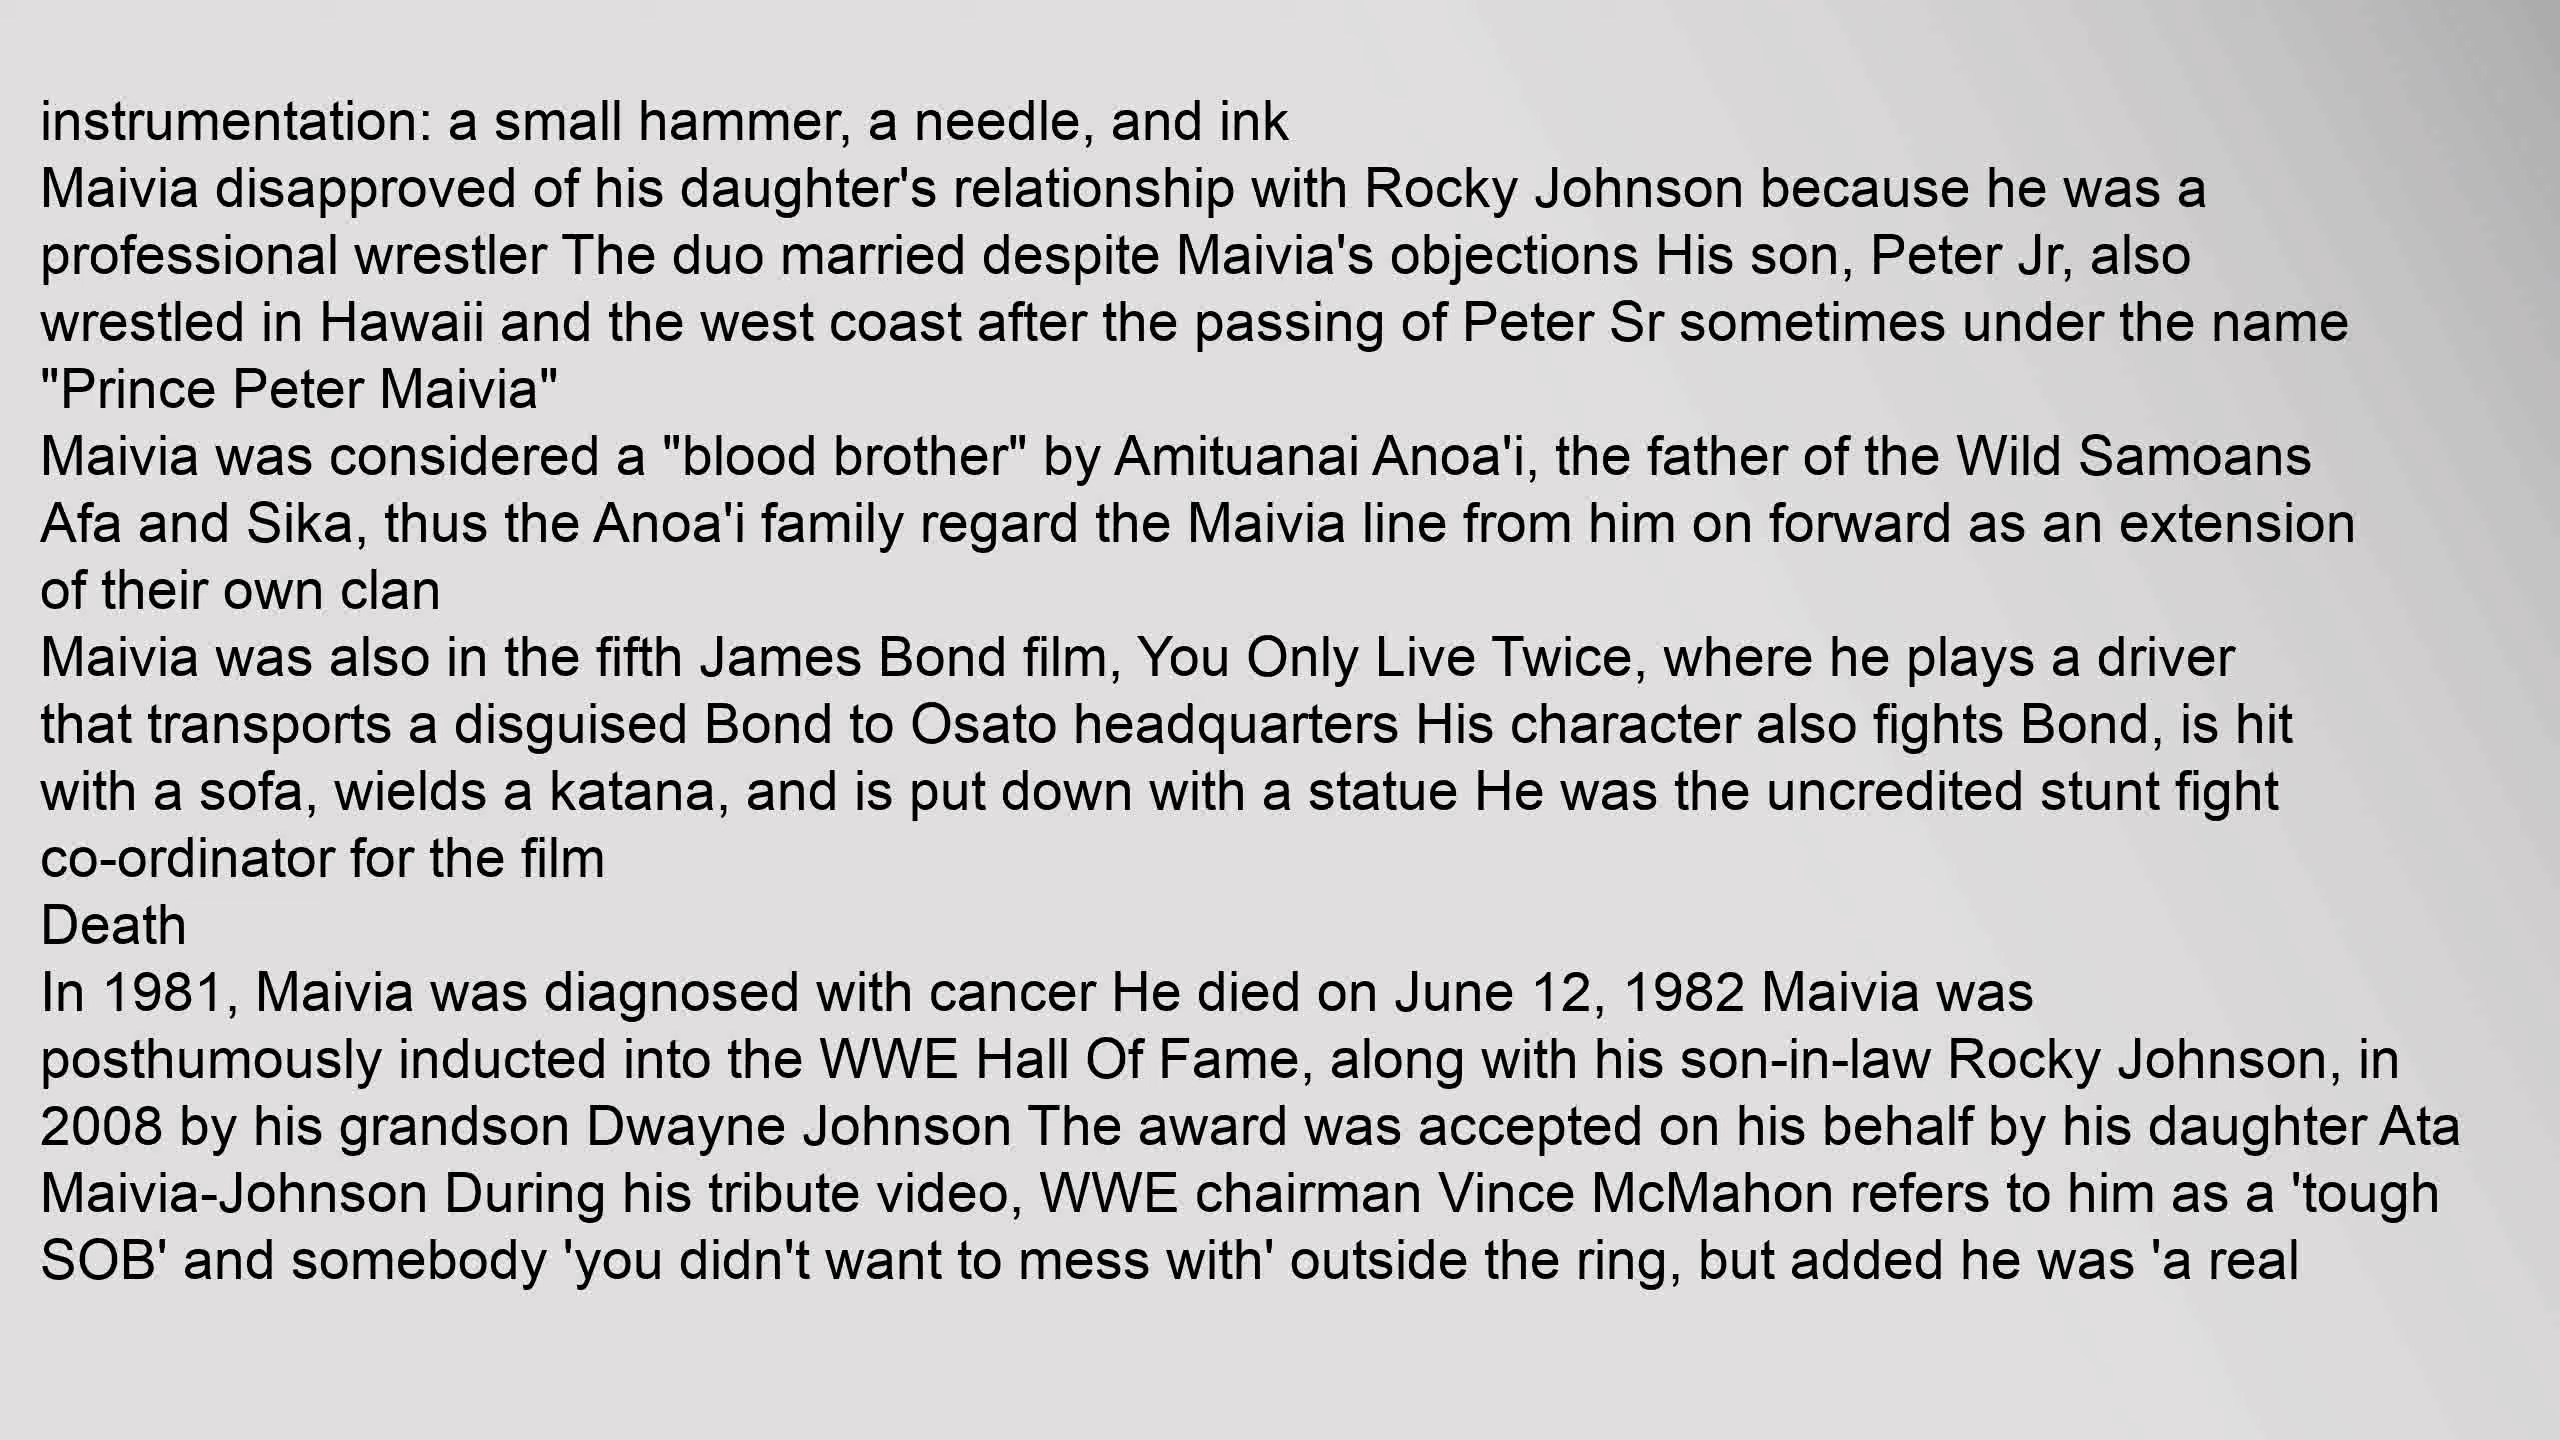 instrumentation: a small hammer, a needle, and ink
Maivia disapproved of his daughter's relationship with Rocky Johnson because he was a
professional wrestler The duo married despite Maivia's objections His son, Peter Jr, also
wrestled in Hawaii and the west coast after the passing of Peter Sr sometimes under the name
"Prince Peter Maivia"
Maivia was considered a "blood brother" by Amituanai Anoa'i, the father of the Wild Samoans
Afa and Sika, thus the Anoa'i family regard the Maivia line from him on forward as an extension
of their own clan
Maivia was also in the fifth James Bond film, You Only Live Twice, where he plays a driver
that transports a disguised Bond to Osato headquarters His character also fights Bond, is hit
with a sofa, wields a katana, and is put down with a statue He was the uncredited stunt fight
co-ordinator for the film
Death
In 1981, Maivia was diagnosed with cancer He died on June 12, 1982 Maivia was
posthumously inducted into the WWE Hall Of Fame, along with his son-in-law Rocky Johnson, in
2008 by his grandson Dwayne Johnson The award was accepted on his behalf by his daughter Ata
Maivia-Johnson During his tribute video, WWE chairman Vince McMahon refers to him as a 'tough
SOB' and somebody 'you didn't want to mess with' outside the ring, but added he was 'a real